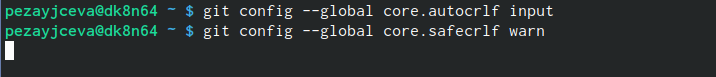 pezayjceva@dk8n64 ~ $ git config --global core.autocrlf input
pezayjceva@dk8n64 ~ $ git config --global core.safecrlf warn